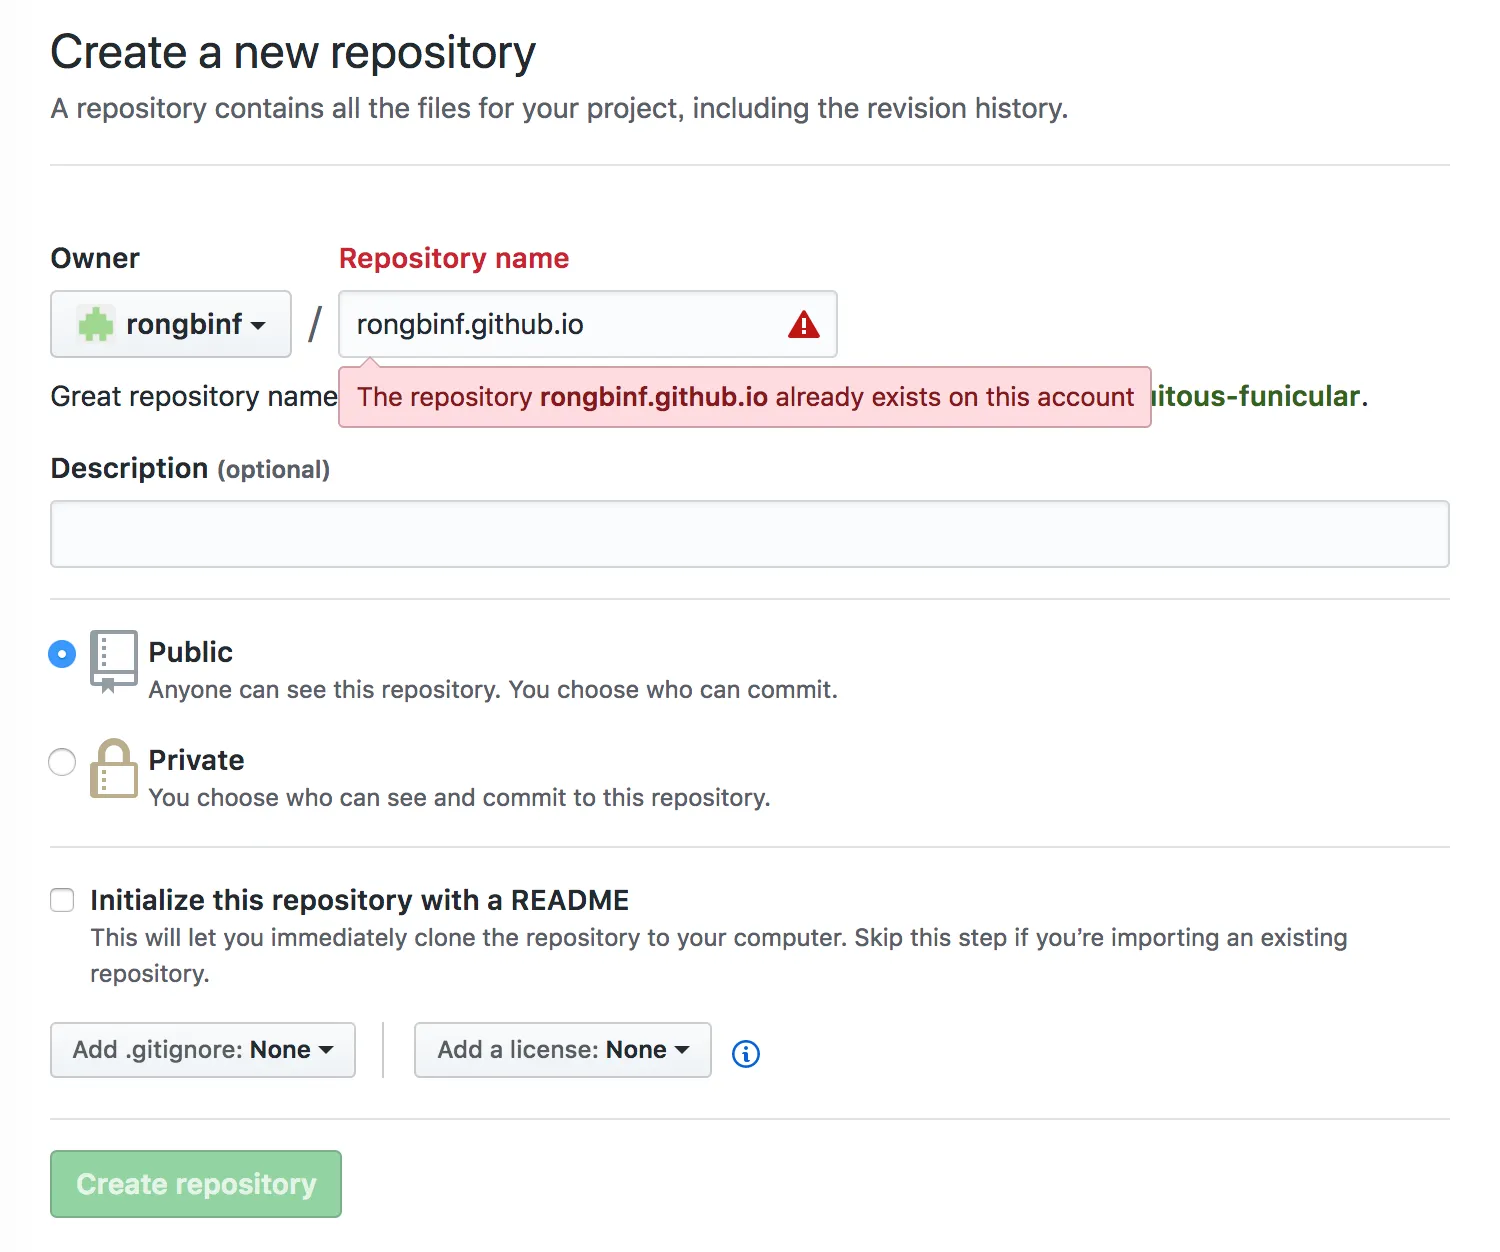 Create a new repository
A repository contains all the files for your project, including the revision history.
Owner
Repository name
rongbinf / rongbinf.github.io
Great repository name
The repository rongbinf.github.io already exists on this account
itous-funicular.
Description (optional)
Public
Anyone can see this repository. You choose who can commit.
Private
You choose who can see and commit to this repository.
Initialize this repository with a README
This will let you immediately clone the repository to your computer. Skip this step if you’re importing an existing
repository.
Add .gitignore: None
Add a license: None
Create repository